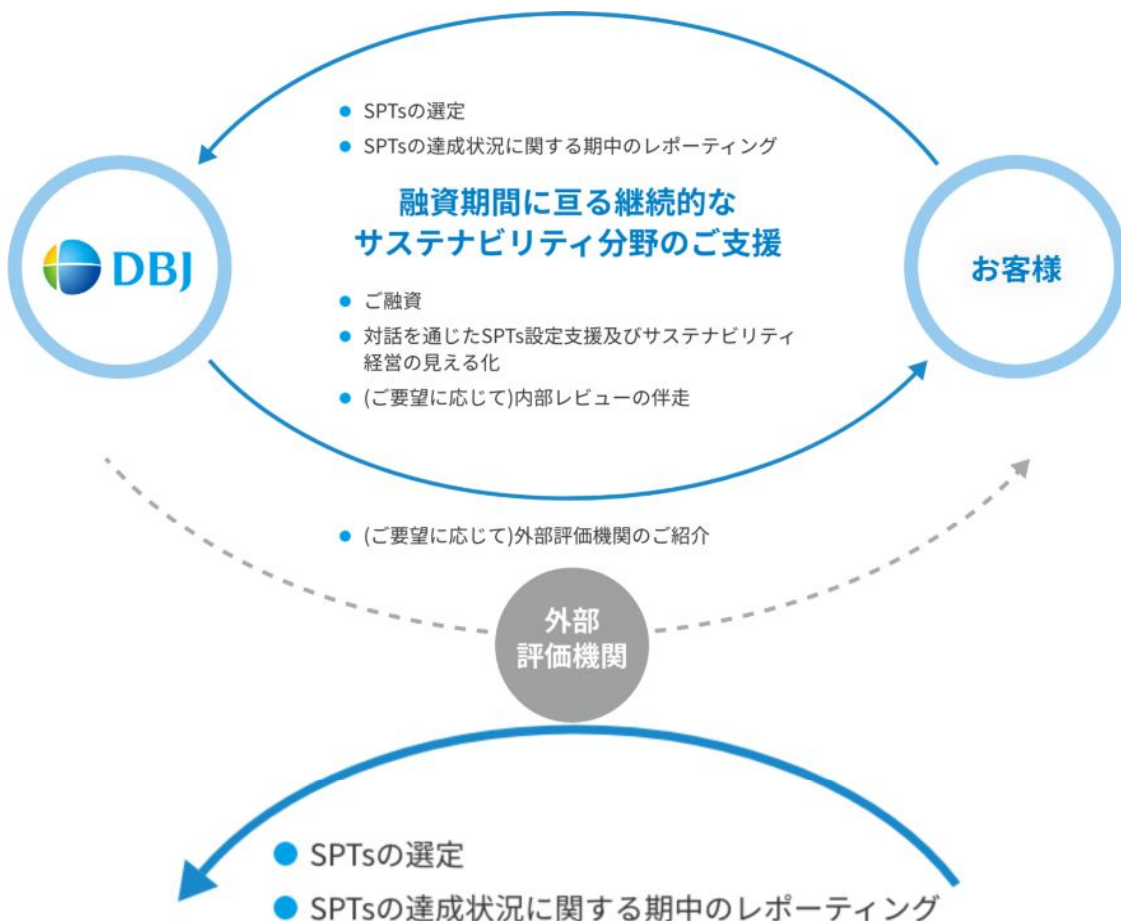 SPTsの選定
SPTsの達成状況に関する期中のレポーティング
融資期間に亘る継続的な
サステナビリティ分野のご支援
DBJ
お客様
ご融資
対話を通じたSPTs設定支援及びサステナビリティ
経営の見える化
(ご要望に応じて)内部レビューの伴走
(ご要望に応じて)外部評価機関のご紹介
外部
評価機関
SPTsの選定
SPTsの達成状況に関する期中のレポーティング